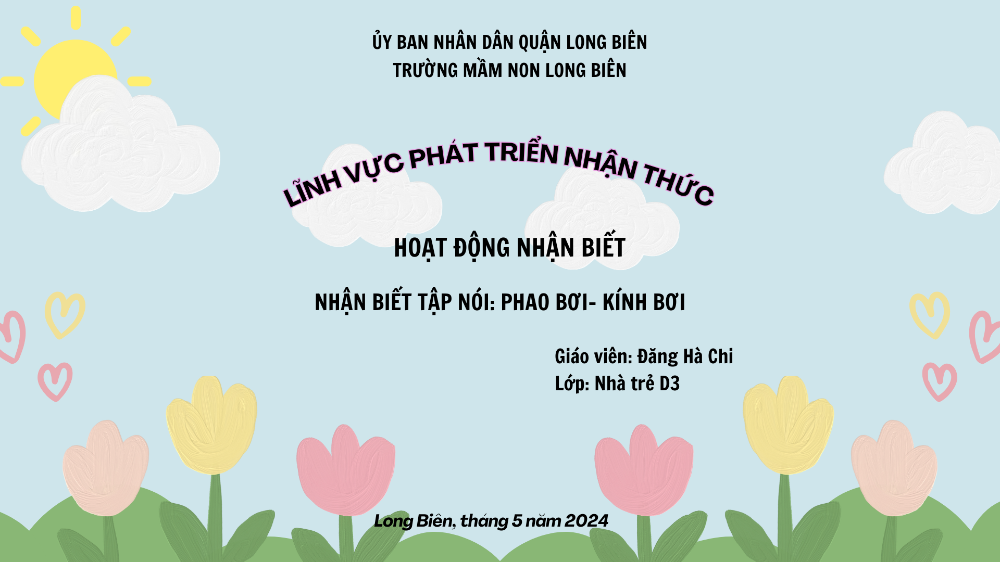 ỦY BAN NHÂN DÂN QUẬN LONG BIÊN
TRƯỜNG MẦM NON LONG BIÊN
LĨNH VỰC PHÁT TRIỂN NHẬN THỨC
HOẠT ĐỘNG NHẬN BIẾT
NHẬN BIẾT TẬP NÓI: PHAO BƠI- KÍNH BƠI
Giáo viên: Đăng Hà Chi
Lớp: Nhà trẻ D3
Long Biên, tháng 5 năm 2024